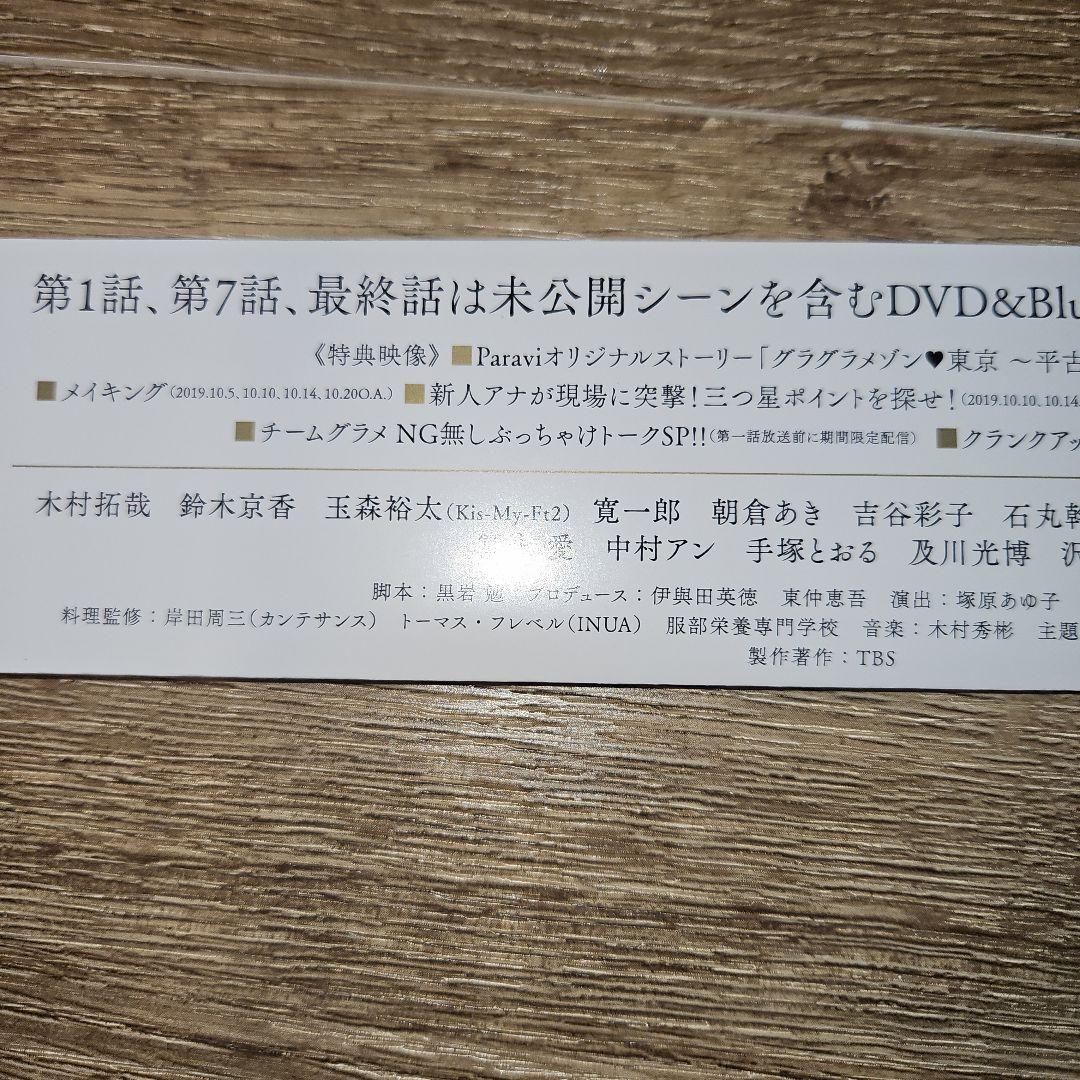 第1話、第7話、最終話は未公開シーンを含むDVD&Blu
《特典映像》 ■Paraviオリジナルストーリー「グラグラメゾン♥東京 ～平古
■メイキング(2019.10.5、10.10、10.14、10.20O.A.) ■新人アナが現場に突撃!三つ星ポイントを探せ!(2019.10.10、10.14、
■チームグラメ NG無しぶっちゃけトークSP!!(第一話放送前に期間限定配信) ■クランクアッ
木村拓哉 鈴木京香 玉森裕太(Kis-My-Ft2) 寛一郎 朝倉あき 吉谷彩子 石丸幹
愛 中村アン 手塚とおる 及川光博 沢
脚本:黒岩 勉 プロデュース:伊與田英徳 東仲恵吾 演出:塚原あゆ子
料理監修:岸田周三(カンテサンス) トーマス・フレベル(INUA) 服部栄養専門学校 音楽:木村秀彬 主題
製作著作:TBS